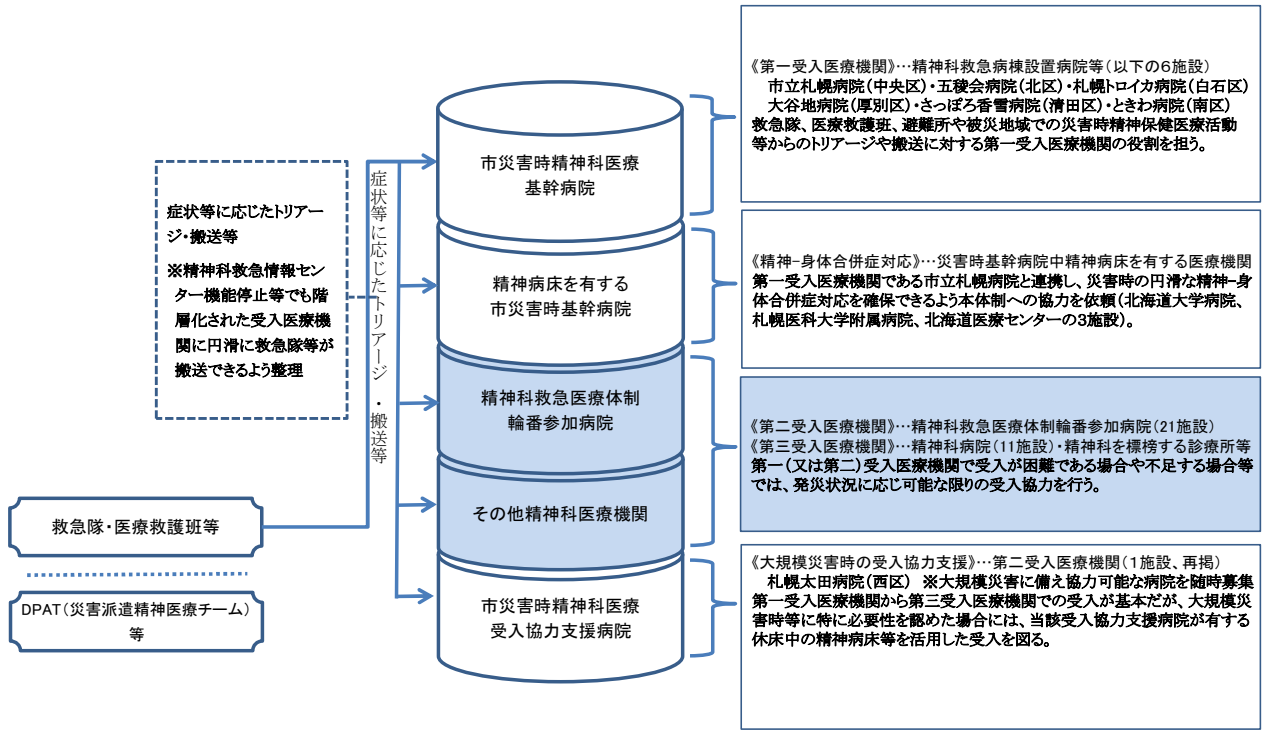 救急隊・医療救護班等
DPAT(災害派遣精神医療チーム)
等
症状等に応じたトリアー
ジ・搬送等
※精神科救急情報セン
ター機能停止等でも階
層化された受入医療機
関に円滑に救急隊等が
搬送できるよう整理
症状等に応じたトリアージ・搬送等
市災害時精神科医療
基幹病院
精神病床を有する
市災害時基幹病院
精神科救急医療体制
輪番参加病院
その他精神科医療機関
市災害時精神科医療
受入協力支援病院
《第一受入医療機関》…精神科救急病棟設置病院等(以下の6施設)
市立札幌病院(中央区)・五稜会病院(北区)・札幌トロイカ病院(白石区)
大谷地病院(厚別区)・さっぽろ香雪病院(清田区)・ときわ病院(南区)
救急隊、医療救護班、避難所や被災地域での災害時精神保健医療活動
等からのトリアージや搬送に対する第一受入医療機関の役割を担う。
《精神-身体合併症対応》…災害時基幹病院中精神病床を有する医療機関
第一受入医療機関である市立札幌病院と連携し、災害時の円滑な精神-身
体合併症対応を確保できるよう本体制への協力を依頼(北海道大学病院、
札幌医科大学附属病院、北海道医療センターの3施設)。
《第二受入医療機関》…精神科救急医療体制輪番参加病院(21施設)
《第三受入医療機関》…精神科病院(11施設)・精神科を標榜する診療所等
第一(又は第二)受入医療機関で受入が困難である場合や不足する場合等
では、発災状況に応じ可能な限りの受入協力を行う。
《大規模災害時の受入協力支援》…第二受入医療機関(1施設、再掲)
札幌太田病院(西区) ※大規模災害に備え協力可能な病院を随時募集
第一受入医療機関から第三受入医療機関での受入が基本だが、大規模災
害時等に特に必要性を認めた場合には、当該受入協力支援病院が有する
休床中の精神病床等を活用した受入を図る。